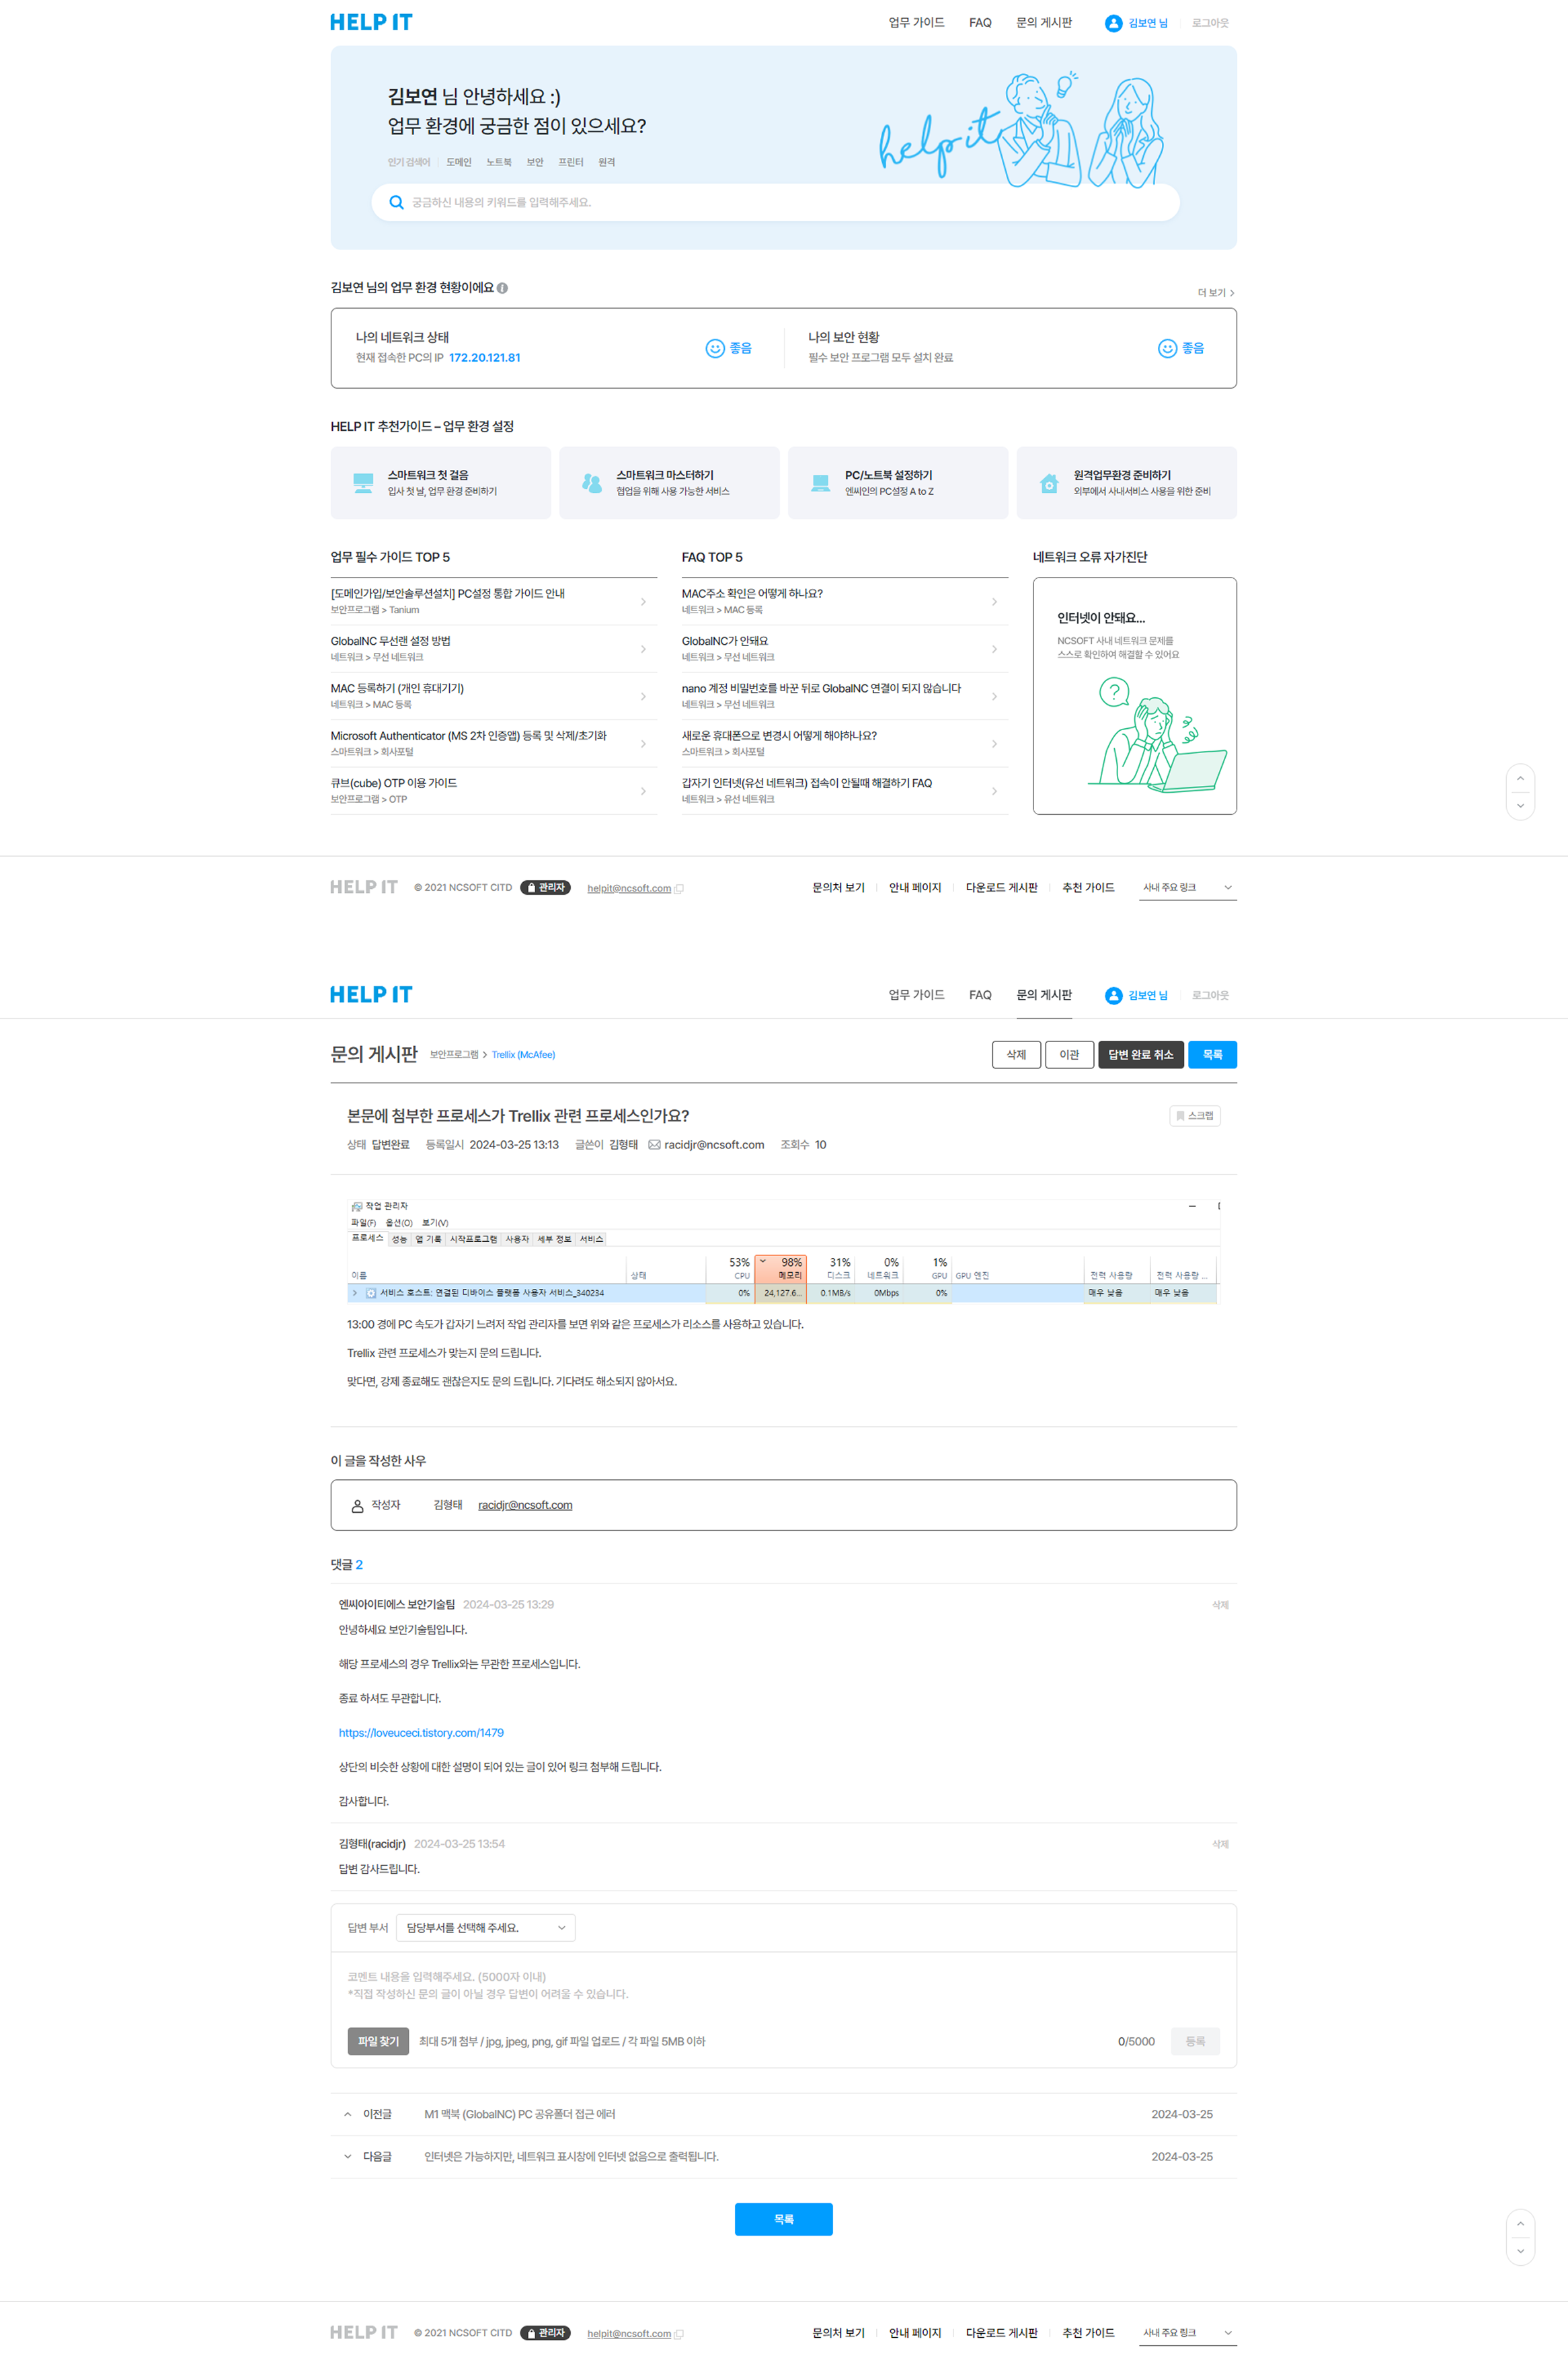 HELP IT
업무 가이드 FAQ 문의 게시판 김보연 님 로그아웃
김보연 님 안녕하세요 :)
업무 환경에 궁금한 점이 있으세요?
인기 검색어 도메인 노트북 보안 프린터 원격
help it
궁금하신 내용의 키워드를 입력해주세요.
김보연 님의 업무 환경 현황이에요
더 보기
나의 네트워크 상태
현재 접속한 PC의 IP 172.20.121.81
좋음
나의 보안 현황
필수 보안 프로그램 모두 설치 완료
좋음
HELP IT 추천가이드 – 업무 환경 설정
스마트워크 첫 걸음
입사 첫 날, 업무 환경 준비하기
스마트워크 마스터하기
협업을 위해 사용 가능한 서비스
PC/노트북 설정하기
엔씨인의 PC설정 A to Z
원격업무환경 준비하기
외부에서 사내서비스 사용을 위한 준비
업무 필수 가이드 TOP 5
[도메인가입/보안솔루션설치] PC설정 통합 가이드 안내
보안프로그램 > Tanium
GlobalNC 무선랜 설정 방법
네트워크 > 무선 네트워크
MAC 등록하기 (개인 휴대기기)
네트워크 > MAC 등록
Microsoft Authenticator (MS 2차 인증앱) 등록 및 삭제/초기화
스마트워크 > 회사포털
큐브(cube) OTP 이용 가이드
보안프로그램 > OTP
FAQ TOP 5
MAC주소 확인은 어떻게 하나요?
네트워크 > MAC 등록
GlobalNC가 안돼요
네트워크 > 무선 네트워크
nano 계정 비밀번호를 바꾼 뒤로 GlobalNC 연결이 되지 않습니다
네트워크 > 무선 네트워크
새로운 휴대폰으로 변경시 어떻게 해야하나요?
스마트워크 > 회사포털
갑자기 인터넷(유선 네트워크) 접속이 안될때 해결하기 FAQ
네트워크 > 유선 네트워크
네트워크 오류 자가진단
인터넷이 안돼요...
NCSOFT 사내 네트워크 문제를
스스로 확인하여 해결할 수 있어요
?
HELP IT © 2021 NCSOFT CITD 관리자 helpit@ncsoft.com 문의처 보기 안내 페이지 다운로드 게시판 추천 가이드 사내 주요 링크
HELP IT
업무 가이드 FAQ 문의 게시판 김보연 님 로그아웃
문의 게시판 보안프로그램 > Trellix (McAfee)
삭제 이관 답변 완료 취소 목록
본문에 첨부한 프로세스가 Trellix 관련 프로세스인가요?
스크랩
상태 답변완료 등록일시 2024-03-25 13:13 글쓴이 김형태 racidjr@ncsoft.com 조회수 10
작업 관리자
파일(F) 옵션(O) 보기(V)
프로세스 성능 앱 기록 시작프로그램 사용자 세부 정보 서비스
53% 98% 31% 0% 1%
이름 상태 CPU 메모리 디스크 네트워크 GPU GPU 엔진 전력 사용량 전력 사용량 ...
서비스 호스트: 연결된 디바이스 플랫폼 사용자 서비스_340234 0% 24,127.6... 0.1MB/s 0Mbps 0% 매우 낮음 매우 낮음
13:00 경에 PC 속도가 갑자기 느려저 작업 관리자를 보면 위와 같은 프로세스가 리소스를 사용하고 있습니다.
Trellix 관련 프로세스가 맞는지 문의 드립니다.
맞다면, 강제 종료해도 괜찮은지도 문의 드립니다. 기다려도 해소되지 않아서요.
이 글을 작성한 사우
작성자 김형태 racidjr@ncsoft.com
댓글 2
엔씨아이티에스 보안기술팀 2024-03-25 13:29 삭제
안녕하세요 보안기술팀입니다.
해당 프로세스의 경우 Trellix와는 무관한 프로세스입니다.
종료 하셔도 무관합니다.
https://loveuceci.tistory.com/1479
상단의 비슷한 상황에 대한 설명이 되어 있는 글이 있어 링크 첨부해 드립니다.
감사합니다.
김형태(racidjr) 2024-03-25 13:54 삭제
답변 감사드립니다.
답변 부서 담당부서를 선택해 주세요.
코멘트 내용을 입력해주세요. (5000자 이내)
*직접 작성하신 문의 글이 아닐 경우 답변이 어려울 수 있습니다.
파일 찾기 최대 5개 첨부 / jpg, jpeg, png, gif 파일 업로드 / 각 파일 5MB 이하 0/5000 등록
이전글 M1 맥북 (GlobalNC) PC 공유폴더 접근 에러 2024-03-25
다음글 인터넷은 가능하지만, 네트워크 표시창에 인터넷 없음으로 출력됩니다. 2024-03-25
목록
HELP IT © 2021 NCSOFT CITD 관리자 helpit@ncsoft.com 문의처 보기 안내 페이지 다운로드 게시판 추천 가이드 사내 주요 링크